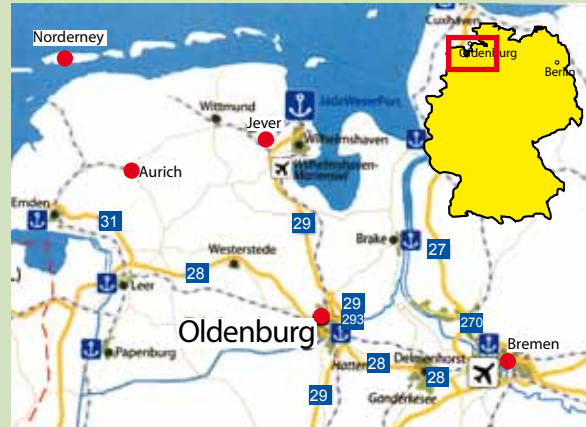 Cuxhaven
Norderney
Oldenburg
Berlin
Wittmund
JadeWeserPort
Jever
Wilhelmshaven
Wilhelmshaven-
Mariensiel
Aurich
Emden
31
29
Brake
27
Westerstede
28
Leer
29
293
270
Oldenburg
Bremen
Papenburg
Hatten
28
Delmenhorst
28
Ganderkesee
29